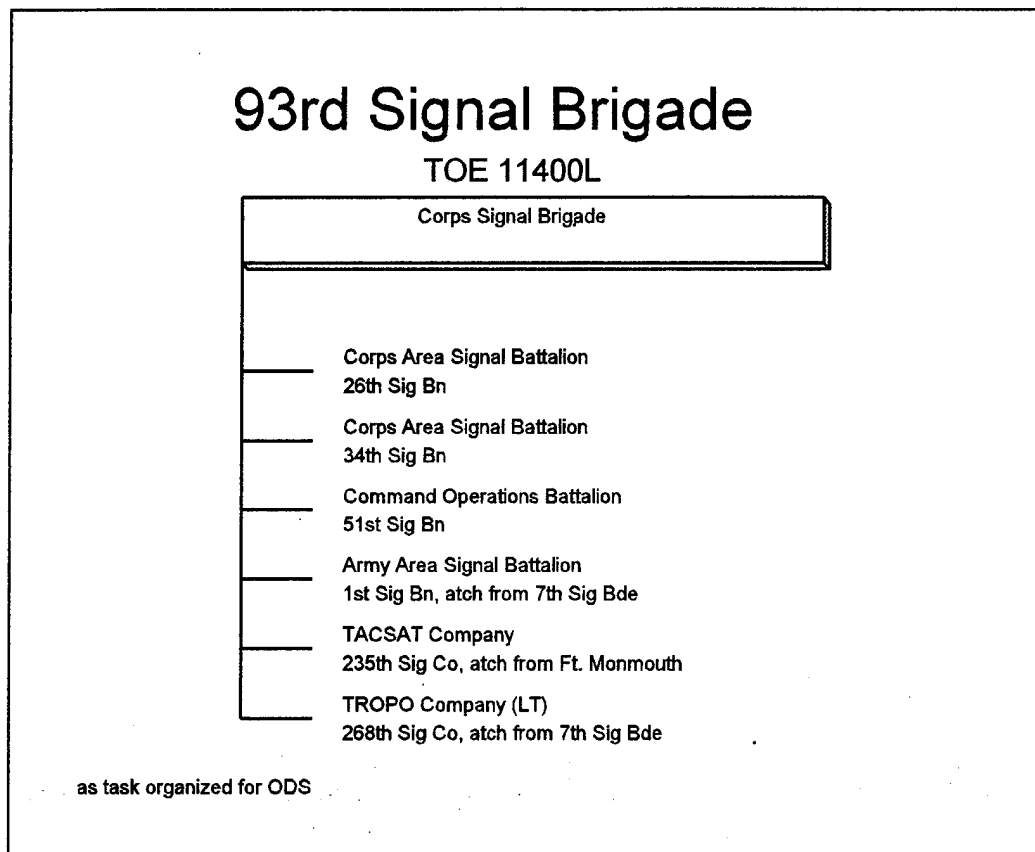 93rd Signal Brigade
TOE 11400L
Corps Signal Brigade
Corps Area Signal Battalion
26th Sig Bn
Corps Area Signal Battalion
34th Sig Bn
Command Operations Battalion
51st Sig Bn
Army Area Signal Battalion
1st Sig Bn, atch from 7th Sig Bde
TACSAT Company
235th Sig Co, atch from Ft. Monmouth
TROPO Company (LT)
268th Sig Co, atch from 7th Sig Bde
as task organized for ODS